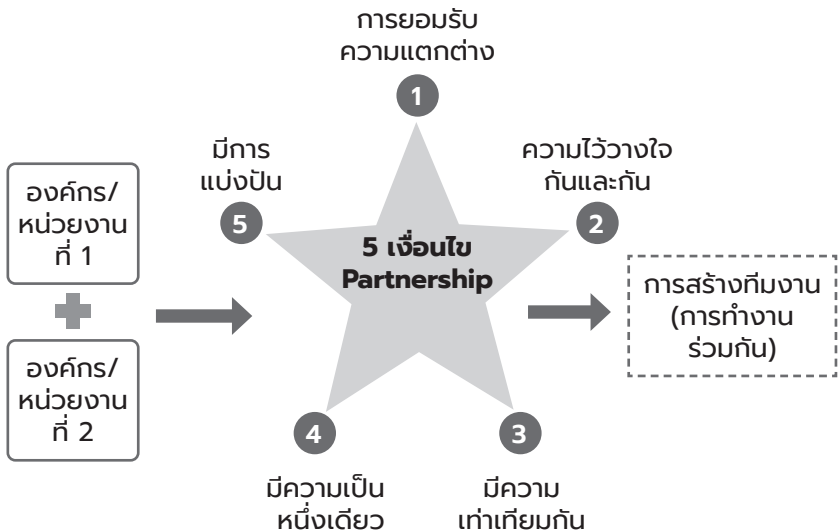 การยอมรับ
ความแตกต่าง
1
ความไว้วางใจ
กันและกัน
2
มีความ
เท่าเทียมกัน
3
มีความเป็น
หนึ่งเดียว
4
มีการ
แบ่งปัน
5
5 เงื่อนไข
Partnership
องค์กร/
หน่วยงาน
ที่ 1
องค์กร/
หน่วยงาน
ที่ 2
การสร้างทีมงาน
(การทำงาน
ร่วมกัน)